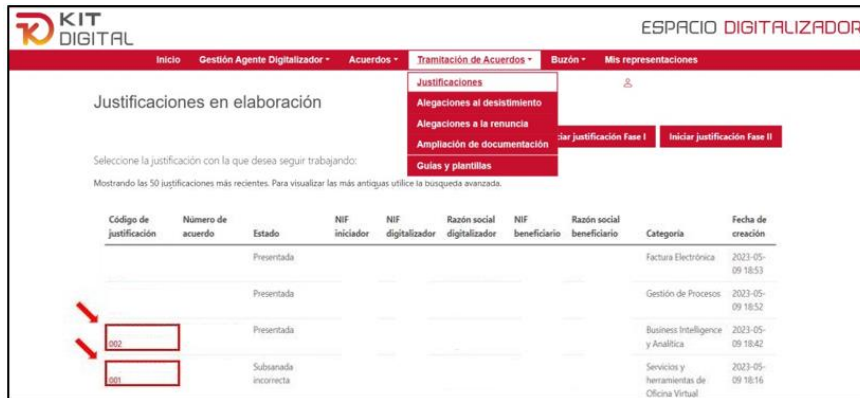 KIT
DIGITAL
ESPACIO DIGITALIZADOR
Inicio Gestión Agente Digitalizador Acuerdos Tramitación de Acuerdos Buzón Mis representaciones
Justificaciones
Justificaciones en elaboración
Alegaciones al desistimiento
Alegaciones a la renuncia
ciar justificación Fase I Iniciar justificación Fase II
Ampliación de documentación
Guías y plantillas
Seleccione la justificación con la que desea seguir trabajando:
Mostrando las 50 justificaciones más recientes. Para visualizar las más antiguas utilice la búsqueda avanzada.
Código de Número de NIF NIF Razón social NIF Razón social Fecha de
justificación acuerdo Estado iniciador digitalizador digitalizador beneficiario beneficiario Categoría creación
Presentada Factura Electrónica 2023-05-
09 18:53
Presentada Gestión de Procesos 2023-05-
09 18:52
Presentada Business Intelligence 2023-05-
002 y Analítica 09 18:42
Subsanada Servicios y 2023-05-
001 incorrecta herramientas de 09 18:16
Oficina Virtual